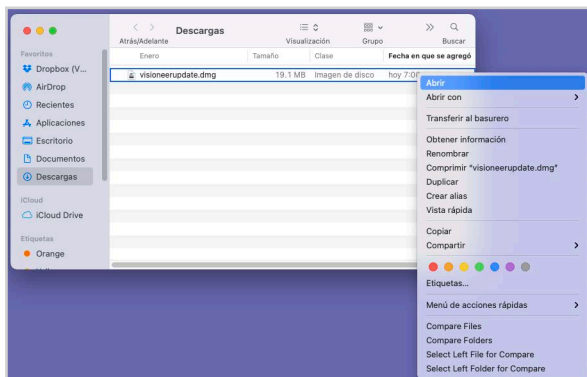 Descargas
Atrás/Adelante Visualización Grupo Buscar
Enero Tamaño Clase Fecha en que se agregó
visioneerupdate.dmg 19.1 MB Imagen de disco hoy
Favoritos
Dropbox (V...
AirDrop
Recientes
Aplicaciones
Escritorio
Documentos
Descargas
iCloud
iCloud Drive
Etiquetas
Orange
Abrir
Abrir con
Transferir al basurero
Obtener información
Renombrar
Comprimir "visioneerupdate.dmg"
Duplicar
Crear alias
Vista rápida
Copiar
Compartir
Etiquetas...
Menú de acciones rápidas
Compare Files
Compare Folders
Select Left File for Compare
Select Left Folder for Compare